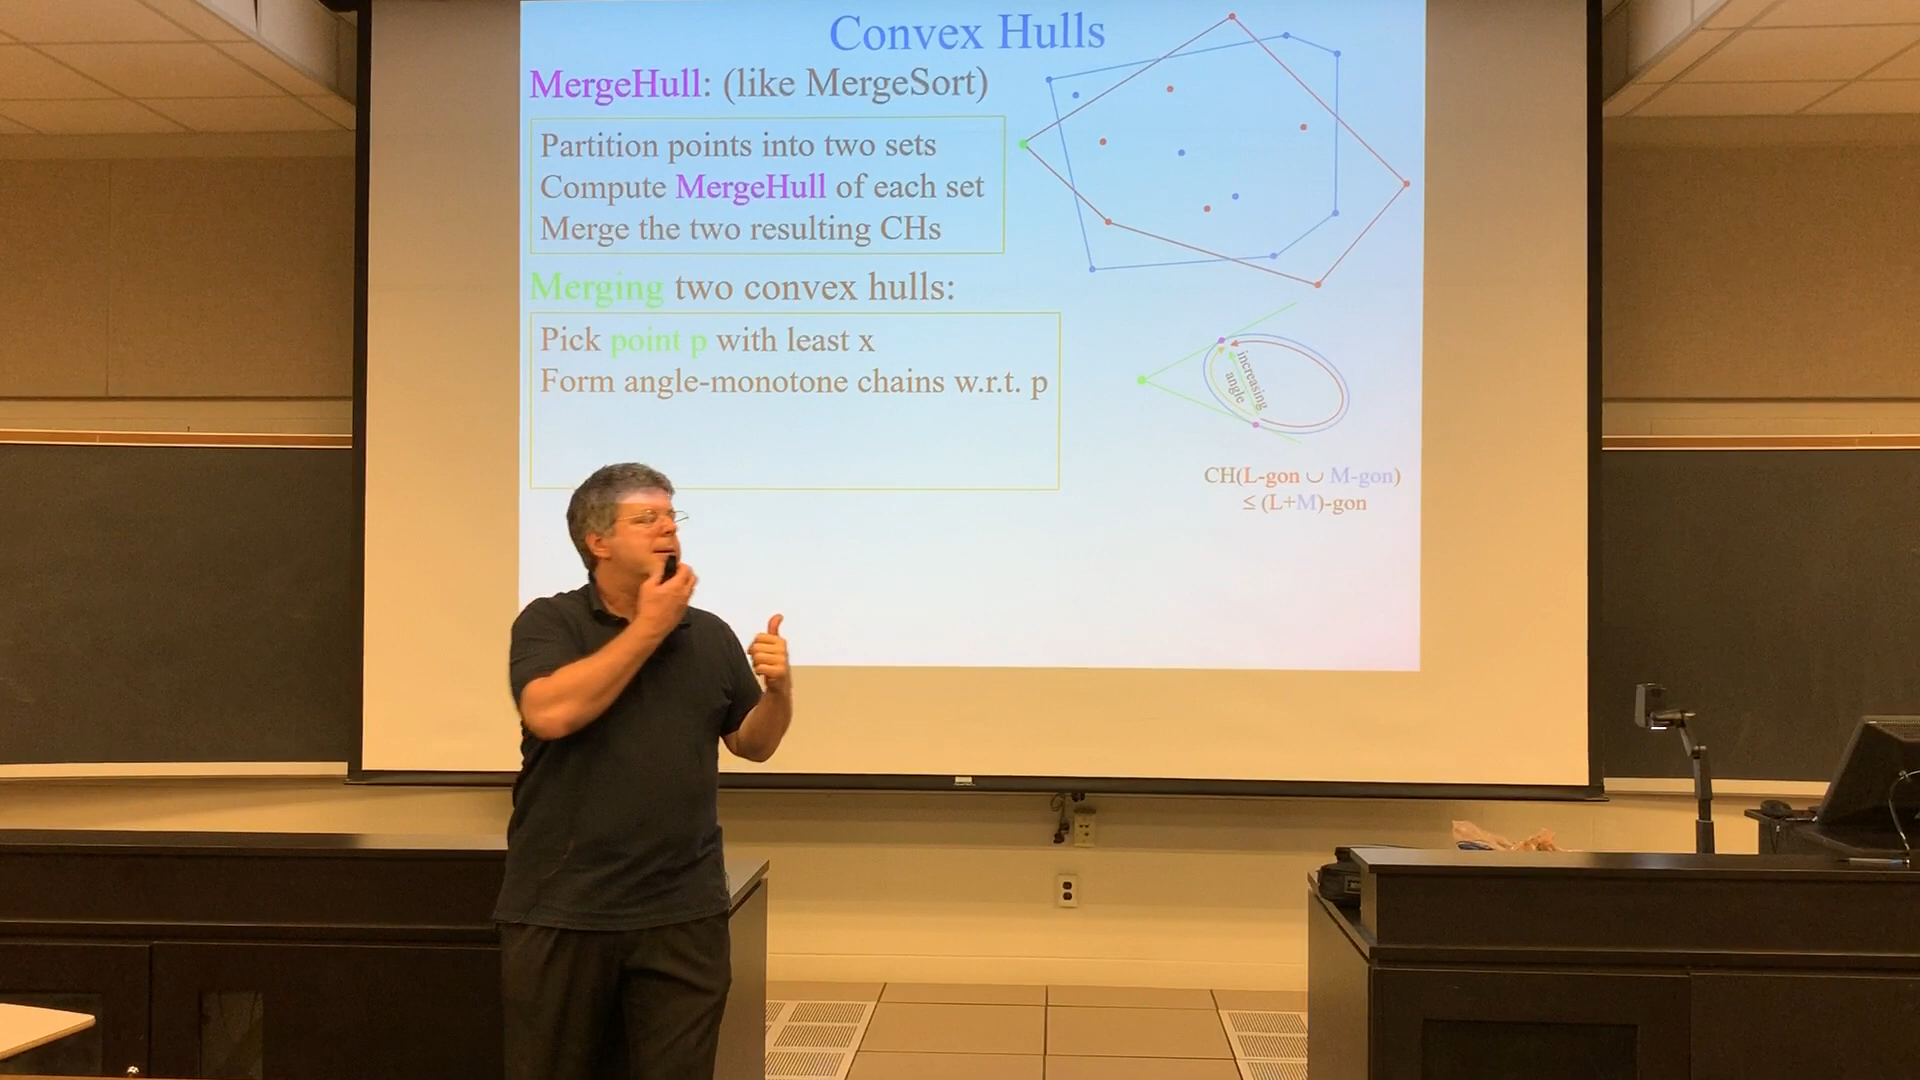 Convex Hulls
MergeHull: (like MergeSort)
Partition points into two sets
Compute MergeHull of each set
Merge the two resulting CHs
Merging two convex hulls:
Pick point p with least x
Form angle-monotone chains w.r.t. p
increasing
angle
CH(L-gon ∪ M-gon)
≤ (L+M)-gon